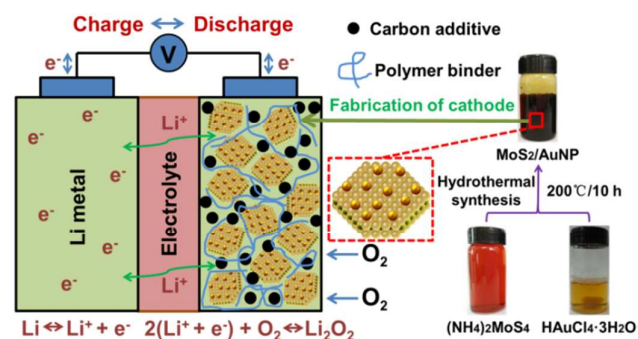 Charge ↔ Discharge
V
e⁻
e⁻
Carbon additive
Polymer binder
Fabrication of cathode
MoS2/AuNP
Hydrothermal
synthesis
200℃/10 h
(NH4)2MoS4
HAuCl4·3H2O
Li metal
e⁻
e⁻
e⁻
e⁻
e⁻
e⁻
Electrolyte
Li⁺
Li⁺
O₂
O₂
Li ↔ Li⁺ + e⁻
2(Li⁺ + e⁻) + O₂ ↔ Li₂O₂